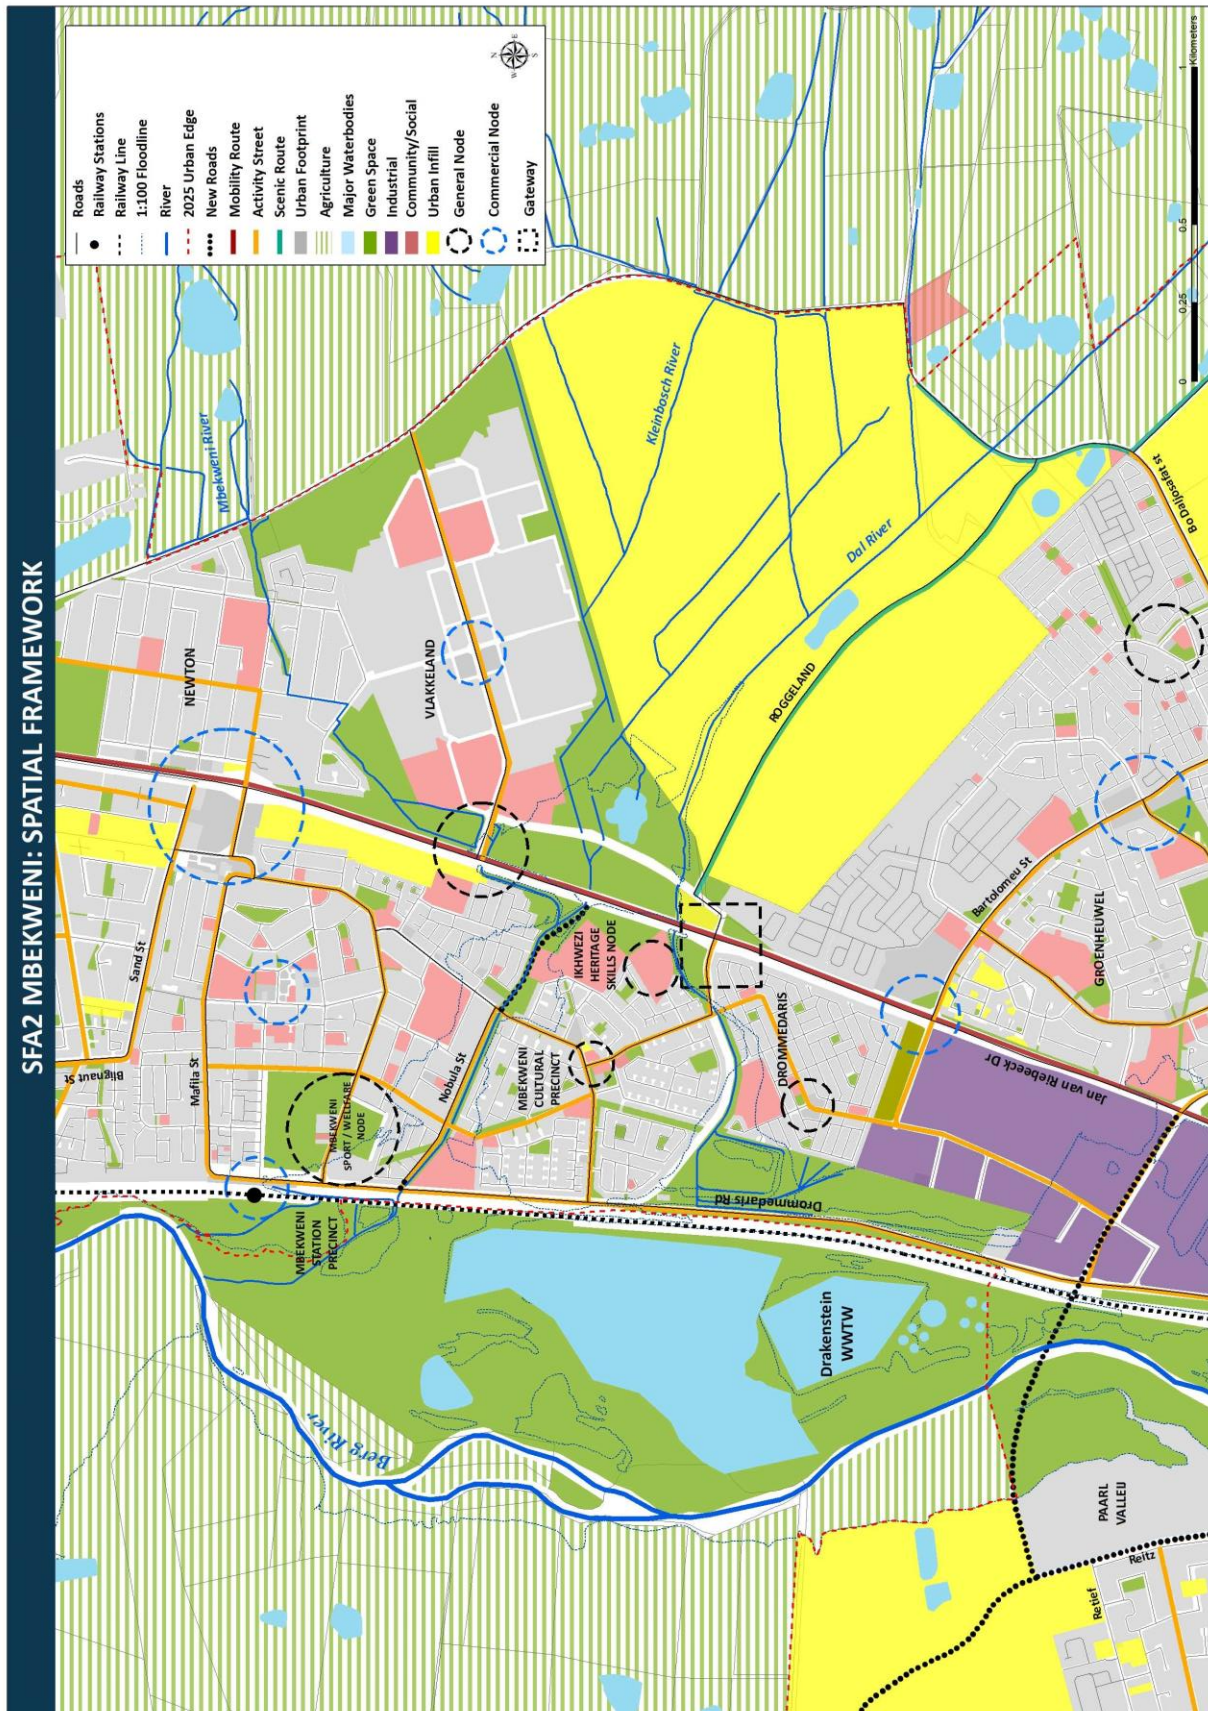 SFA2 MBEKWENI: SPATIAL FRAMEWORK
Roads
Railway Stations
Railway Line
1:100 Floodline
River
2025 Urban Edge
New Roads
Mobility Route
Activity Street
Scenic Route
Urban Footprint
Agriculture
Major Waterbodies
Green Space
Industrial
Community/Social
Urban Infill
General Node
Commercial Node
Gateway
N
E
S
W
Mbekweni River
NEWTON
Sand St
Blignaut St
Mafila St
VLAKKELAND
Kleinbosch River
MBEKWENI
SPORT / WELLFARE
NODE
Nobula St
MBEKWENI
STATION
PRECINCT
MBEKWENI
CULTURAL
PRECINCT
IKHWEZI
HERITAGE
SKILLS NODE
Dal River
ROGGELAND
Berg River
DROMMEDARIS
Drommedaris Rd
Drakenstein
WWTW
Jan van Riebeeck Dr
Bartolomeu St
GROENHEUWEL
Bo Daljosafat st
PAARL
VALLEIJ
Reitz
Retief
0 0.25 0.5 1
Kilometers